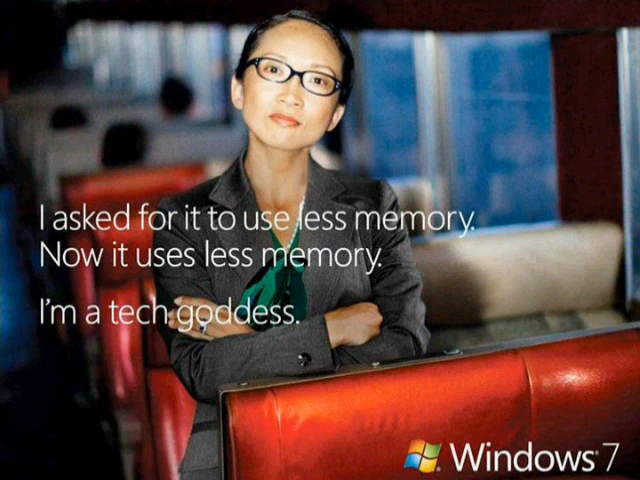 I asked for it to use less memory.
Now it uses less memory.
I'm a tech goddess.
Windows 7